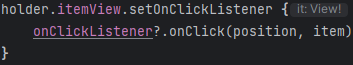 holder.itemView.setOnClickListener { it: View!
    onClickListener?.onClick(position, item)
}